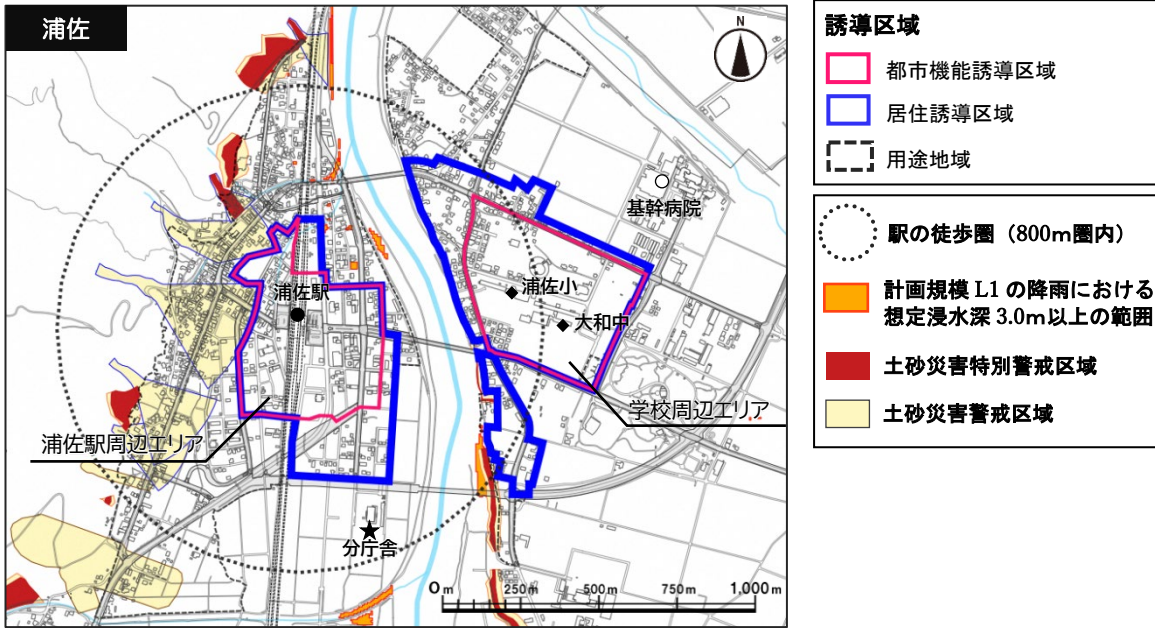 浦佐
N
基幹病院
浦佐小
浦佐駅
大和中
学校周辺エリア
浦佐駅周辺エリア
分庁舎
0m 250m 500m 750m 1,000m
誘導区域
都市機能誘導区域
居住誘導区域
用途地域
駅の徒歩圏（800m圏内）
計画規模 L1 の降雨における
想定浸水深 3.0m以上の範囲
土砂災害特別警戒区域
土砂災害警戒区域